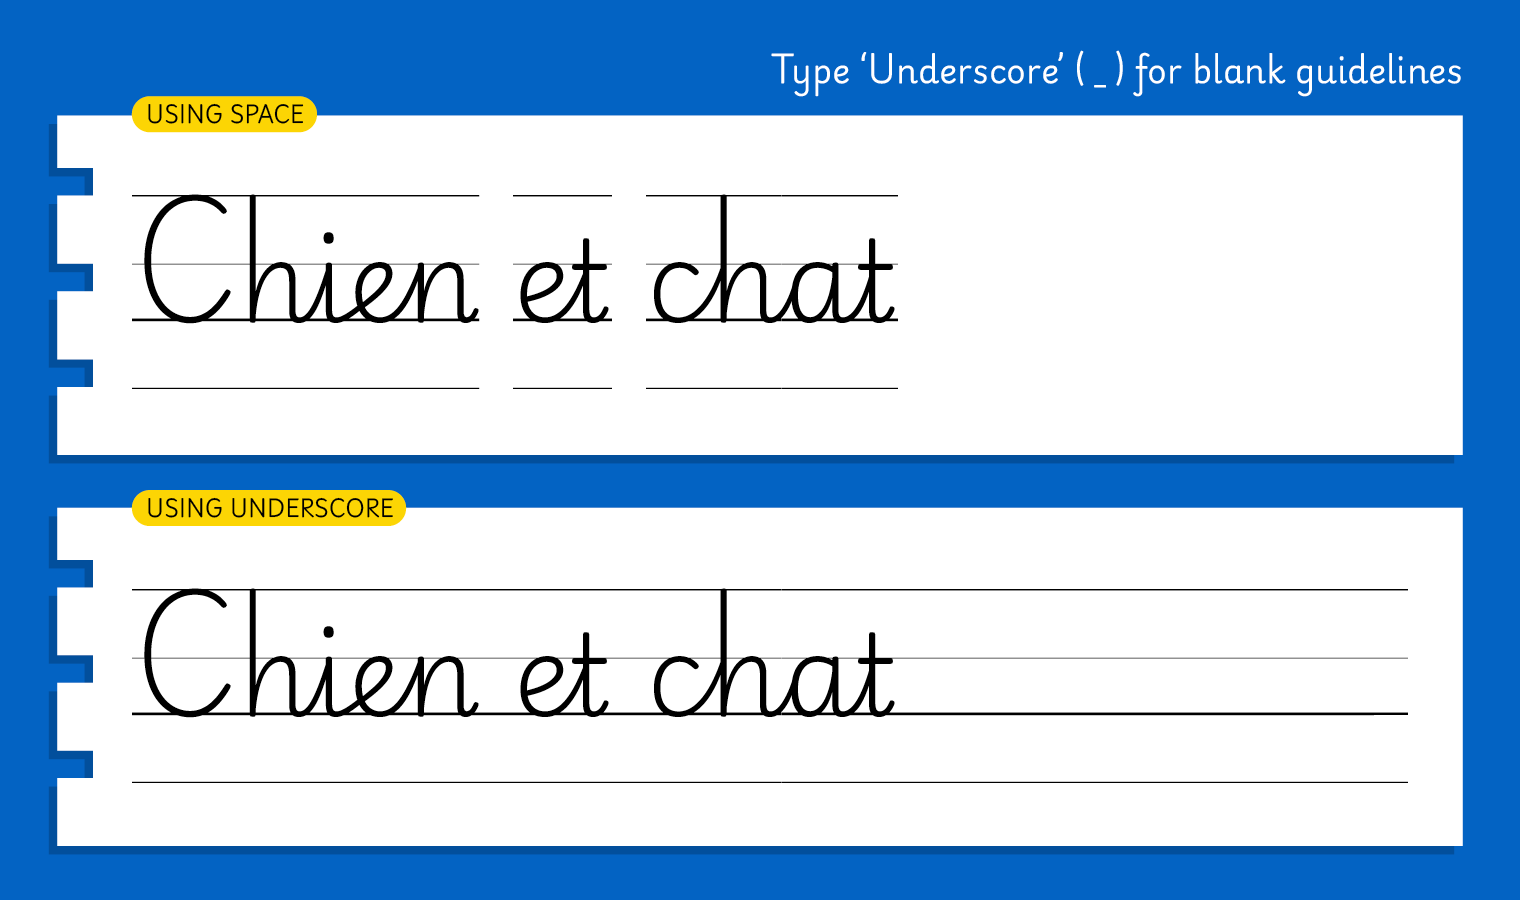 Type ‘Underscore’ ( _ ) for blank guidelines
USING SPACE
Chien et chat
USING UNDERSCORE
Chien et chat